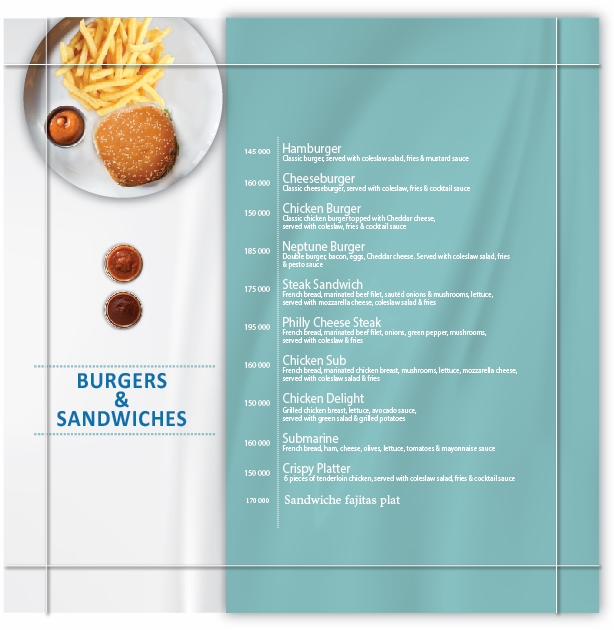 BURGERS
&
SANDWICHES
145 000 Hamburger
Classic burger, served with coleslaw salad, fries & mustard sauce
160 000 Cheeseburger
Classic cheeseburger, served with coleslaw, fries & cocktail sauce
150 000 Chicken Burger
Classic chicken burger topped with Cheddar cheese,
served with coleslaw, fries & cocktail sauce
185 000 Neptune Burger
Double burger, bacon, eggs, Cheddar cheese. Served with coleslaw salad, fries
& pesto sauce
175 000 Steak Sandwich
French bread, marinated beef filet, sautéd onions & mushrooms, lettuce,
served with mozzarella cheese, coleslaw salad & fries
195 000 Philly Cheese Steak
French bread, marinated beef filet, onions, green pepper, mushrooms,
served with coleslaw & fries
160 000 Chicken Sub
French bread, marinated chicken breast, mushrooms, lettuce, mozzarella cheese,
served with coleslaw salad & fries
150 000 Chicken Delight
Grilled chicken breast, lettuce, avocado sauce,
served with green salad & grilled potatoes
160 000 Submarine
French bread, ham, cheese, olives, lettuce, tomatoes & mayonnaise sauce
150 000 Crispy Platter
6 pieces of tenderloin chicken, served with coleslaw salad, fries & cocktail sauce
170 000 Sandwiche fajitas plat